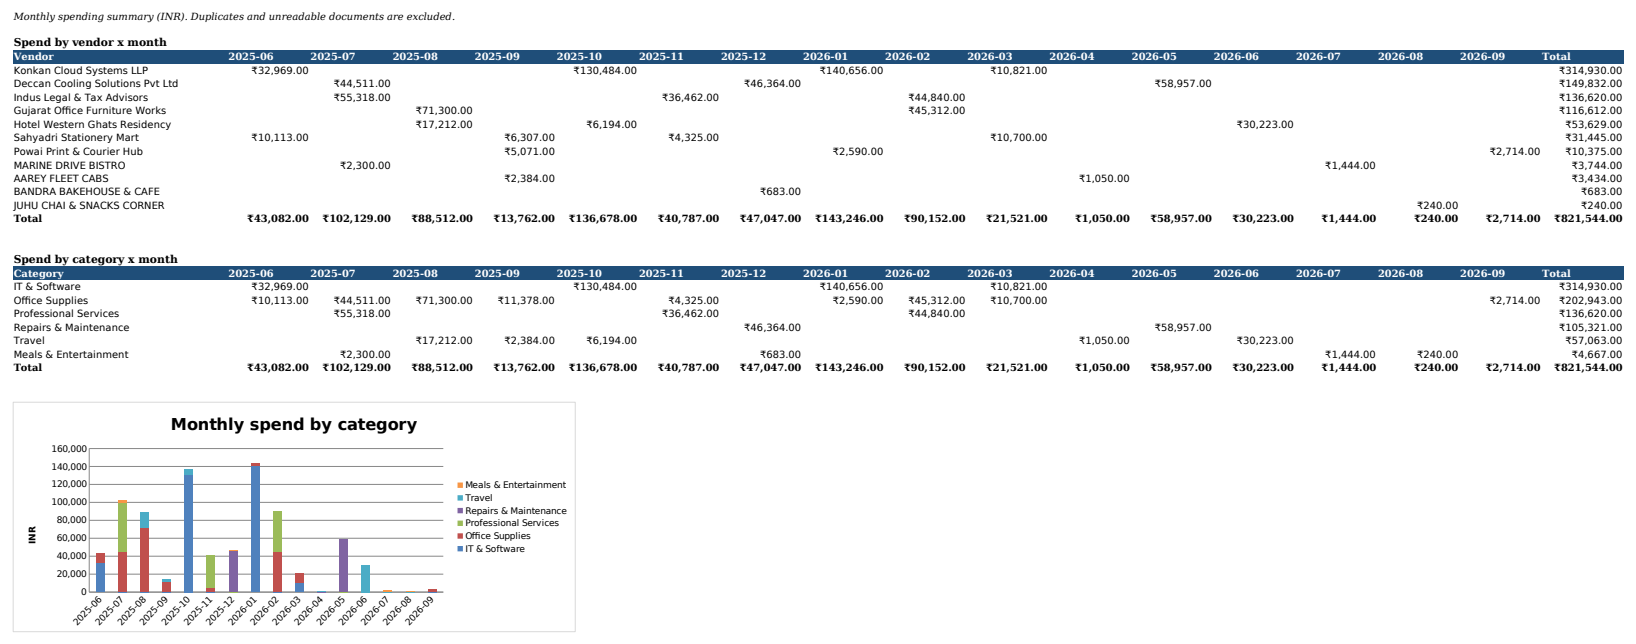 Monthly spending summary (INR). Duplicates and unreadable documents are excluded.
Spend by vendor x month
Vendor 2025-06 2025-07 2025-08 2025-09 2025-10 2025-11 2025-12 2026-01 2026-02 2026-03 2026-04 2026-05 2026-06 2026-07 2026-08 2026-09 Total
Konkan Cloud Systems LLP ₹32,969.00 ₹130,484.00 ₹140,656.00 ₹10,821.00 ₹314,930.00
Deccan Cooling Solutions Pvt Ltd ₹44,511.00 ₹46,364.00 ₹58,957.00 ₹149,832.00
Indus Legal & Tax Advisors ₹55,318.00 ₹36,462.00 ₹44,840.00 ₹136,620.00
Gujarat Office Furniture Works ₹71,300.00 ₹45,312.00 ₹116,612.00
Hotel Western Ghats Residency ₹17,212.00 ₹6,194.00 ₹30,223.00 ₹53,629.00
Sahyadri Stationery Mart ₹10,113.00 ₹6,307.00 ₹4,325.00 ₹10,700.00 ₹31,445.00
Powai Print & Courier Hub ₹5,071.00 ₹2,590.00 ₹2,714.00 ₹10,375.00
MARINE DRIVE BISTRO ₹2,300.00 ₹1,444.00 ₹3,744.00
AAREY FLEET CABS ₹2,384.00 ₹1,050.00 ₹3,434.00
BANDRA BAKEHOUSE & CAFE ₹683.00 ₹683.00
JUHU CHAI & SNACKS CORNER ₹240.00 ₹240.00
Total ₹43,082.00 ₹102,129.00 ₹88,512.00 ₹13,762.00 ₹136,678.00 ₹40,787.00 ₹47,047.00 ₹143,246.00 ₹90,152.00 ₹21,521.00 ₹1,050.00 ₹58,957.00 ₹30,223.00 ₹1,444.00 ₹240.00 ₹2,714.00 ₹821,544.00
Spend by category x month
Category 2025-06 2025-07 2025-08 2025-09 2025-10 2025-11 2025-12 2026-01 2026-02 2026-03 2026-04 2026-05 2026-06 2026-07 2026-08 2026-09 Total
IT & Software ₹32,969.00 ₹130,484.00 ₹140,656.00 ₹10,821.00 ₹314,930.00
Office Supplies ₹10,113.00 ₹44,511.00 ₹71,300.00 ₹11,378.00 ₹4,325.00 ₹2,590.00 ₹45,312.00 ₹10,700.00 ₹2,714.00 ₹202,943.00
Professional Services ₹55,318.00 ₹36,462.00 ₹44,840.00 ₹136,620.00
Repairs & Maintenance ₹46,364.00 ₹58,957.00 ₹105,321.00
Travel ₹17,212.00 ₹2,384.00 ₹6,194.00 ₹1,050.00 ₹30,223.00 ₹57,063.00
Meals & Entertainment ₹2,300.00 ₹683.00 ₹1,444.00 ₹240.00 ₹4,667.00
Total ₹43,082.00 ₹102,129.00 ₹88,512.00 ₹13,762.00 ₹136,678.00 ₹40,787.00 ₹47,047.00 ₹143,246.00 ₹90,152.00 ₹21,521.00 ₹1,050.00 ₹58,957.00 ₹30,223.00 ₹1,444.00 ₹240.00 ₹2,714.00 ₹821,544.00
Monthly spend by category
160,000
140,000
120,000
100,000
80,000
60,000
40,000
20,000
0
INR
2025-06 2025-07 2025-08 2025-09 2025-10 2025-11 2025-12 2026-01 2026-02 2026-03 2026-04 2026-05 2026-06 2026-07 2026-08 2026-09
Meals & Entertainment
Travel
Repairs & Maintenance
Professional Services
Office Supplies
IT & Software